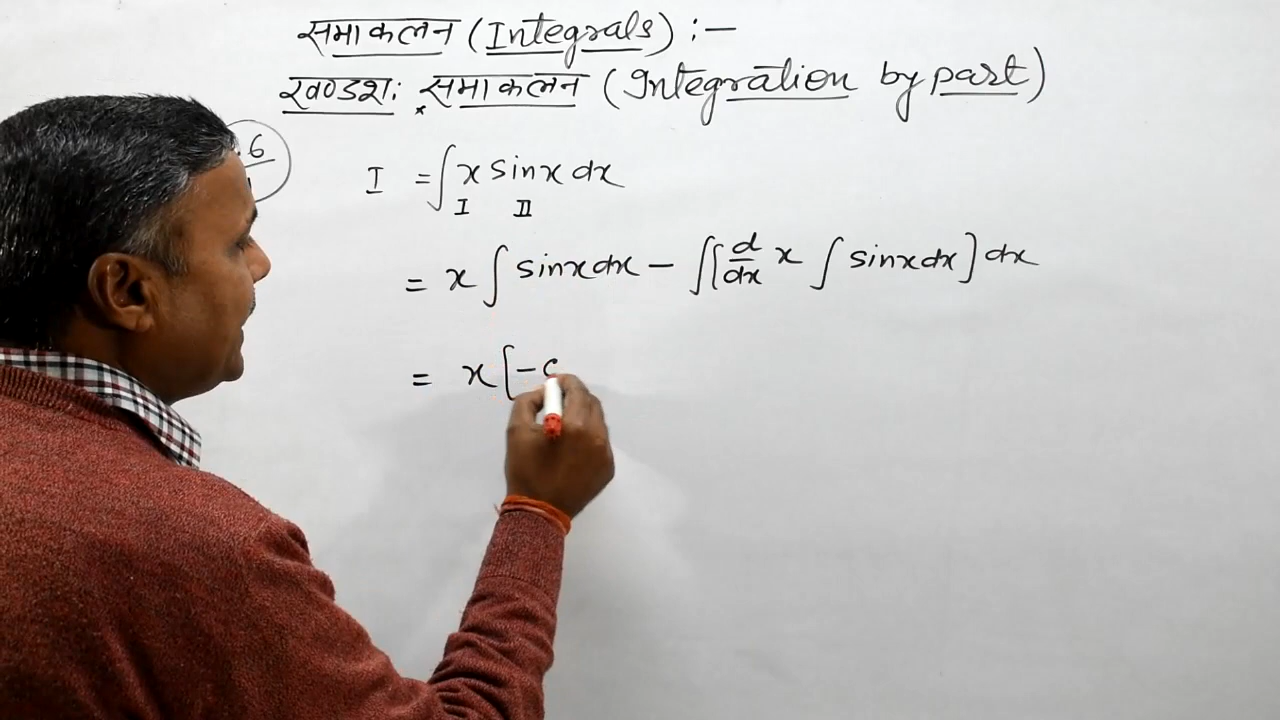 समाकलन (Integrals) :-
खण्डशः समाकलन (Integration by part)
.6
I = ∫ x sinx dx
I II
= x ∫ sinx dx - ∫[d/dx x ∫ sinx dx] dx
= x [-c